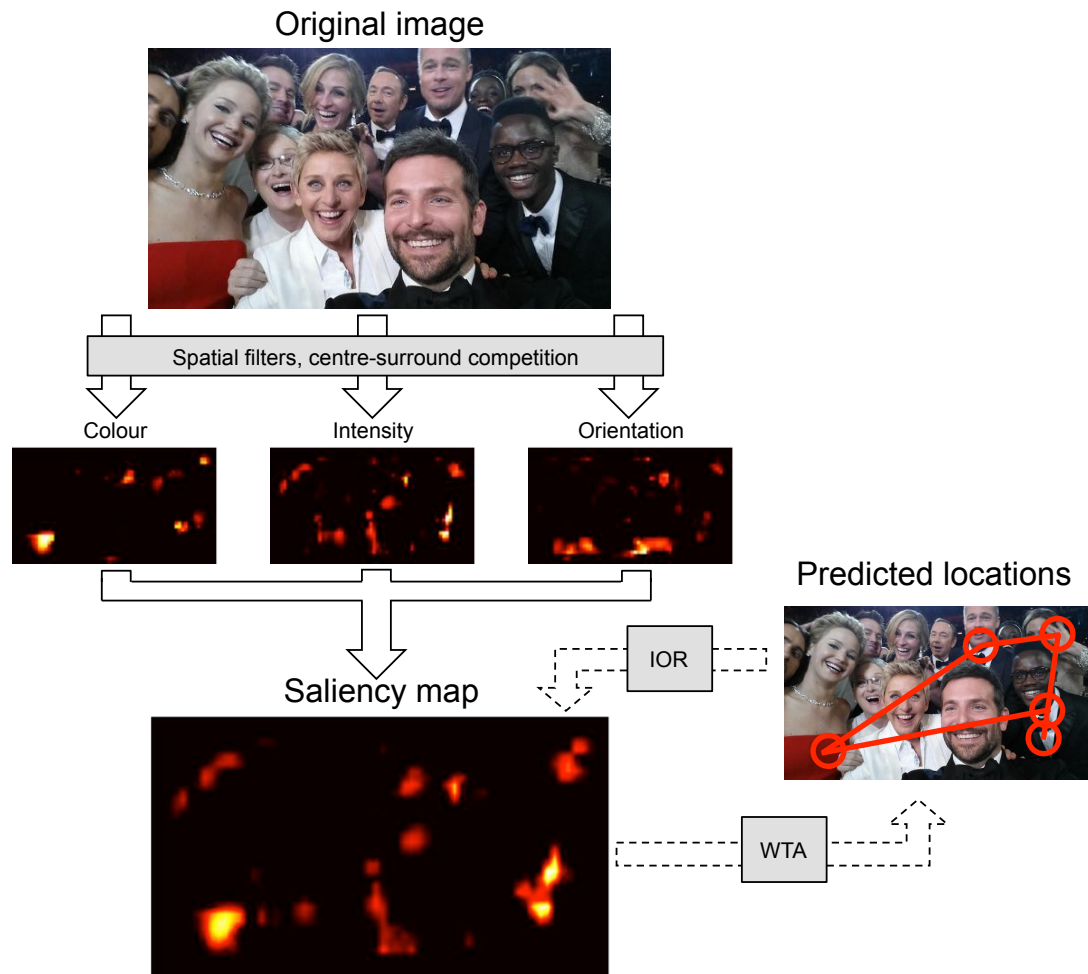 Original image
Spatial filters, centre-surround competition
Colour
Intensity
Orientation
Predicted locations
IOR
Saliency map
WTA